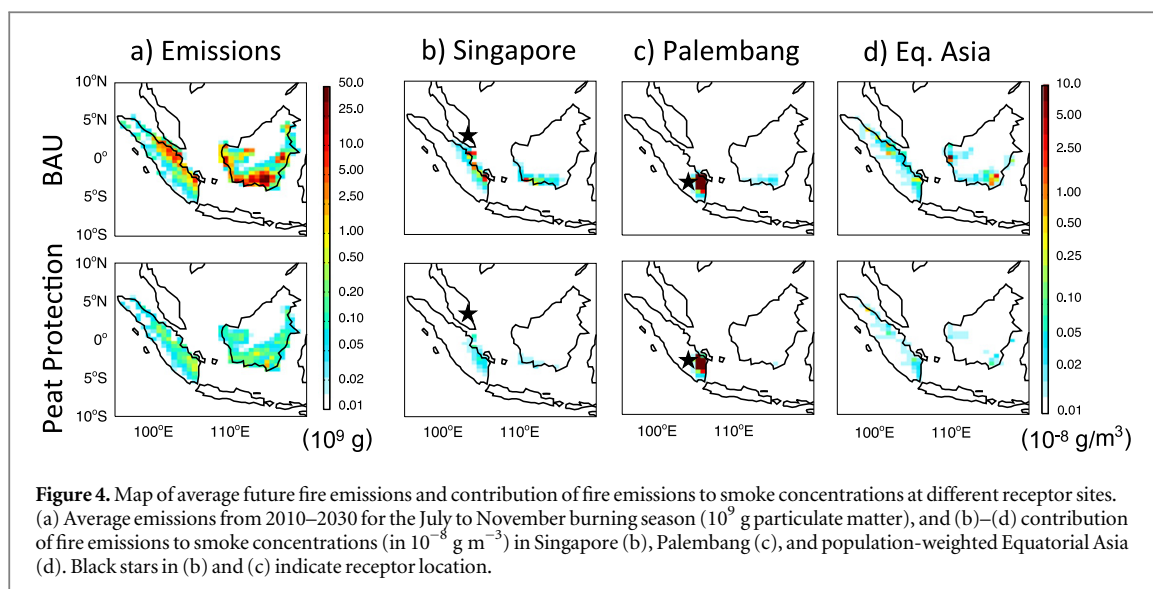 a) Emissions
b) Singapore
c) Palembang
d) Eq. Asia
BAU
10°N
5°N
0°
5°S
10°S
50.0
25.0
10.0
5.00
2.50
1.00
0.50
0.20
0.10
0.05
0.02
0.01
10.0
5.00
2.50
1.00
0.50
0.25
0.10
0.05
0.02
0.01
Peat Protection
10°N
5°N
0°
5°S
10°S
100°E 110°E
(10⁹ g)
100°E 110°E
100°E 110°E
100°E 110°E
(10⁻⁸ g/m³)
Figure 4. Map of average future fire emissions and contribution of fire emissions to smoke concentrations at different receptor sites.
(a) Average emissions from 2010–2030 for the July to November burning season (10⁹ g particulate matter), and (b)–(d) contribution
of fire emissions to smoke concentrations (in 10⁻⁸ g m⁻³) in Singapore (b), Palembang (c), and population-weighted Equatorial Asia
(d). Black stars in (b) and (c) indicate receptor location.